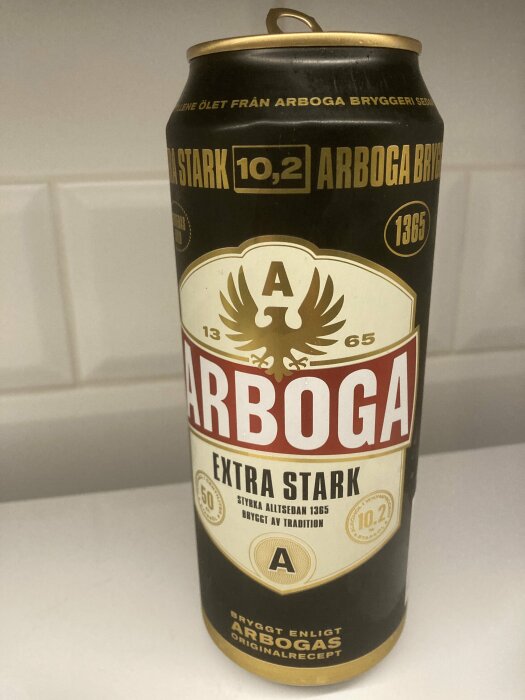 ÖLET FRÅN ARBOGA BRYGGERI
STARK 10,2 ARBOGA
1365
A
13 65
ARBOGA
EXTRA STARK
STYRKA ALLTSEDAN 1365
BRYGGT AV TRADITION
50
10.2
A
BRYGGT ENLIGT
ARBOGAS
ORIGINALRECEPT